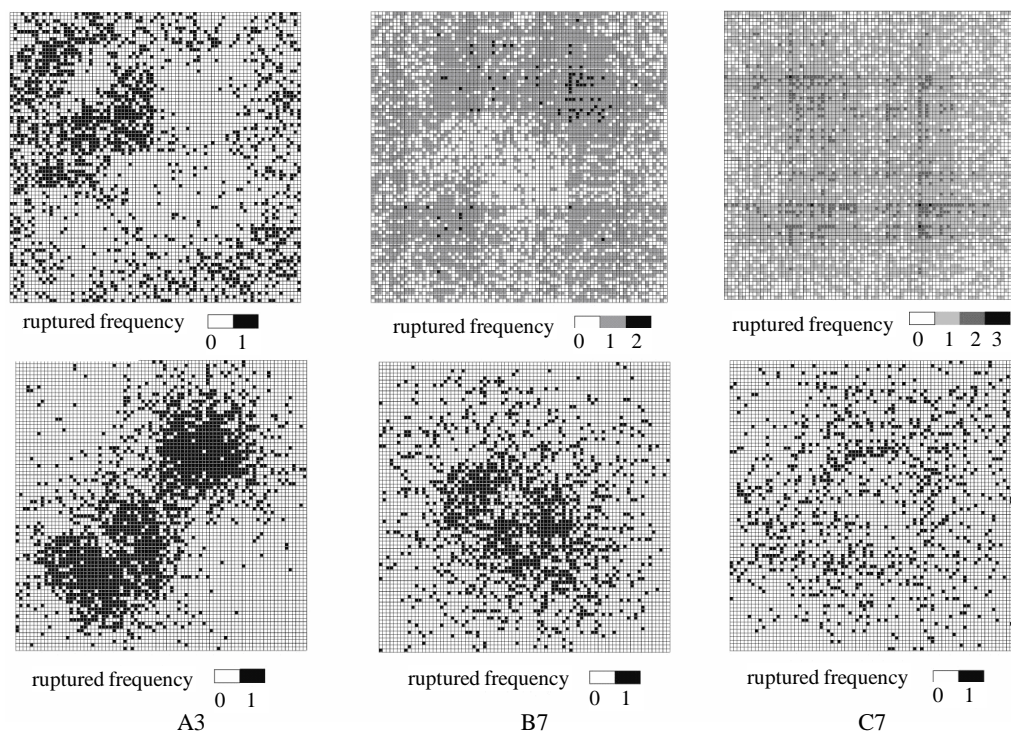 ruptured frequency
0 1
ruptured frequency
0 1 2
ruptured frequency
0 1 2 3
ruptured frequency
0 1
ruptured frequency
0 1
ruptured frequency
0 1
A3 B7 C7